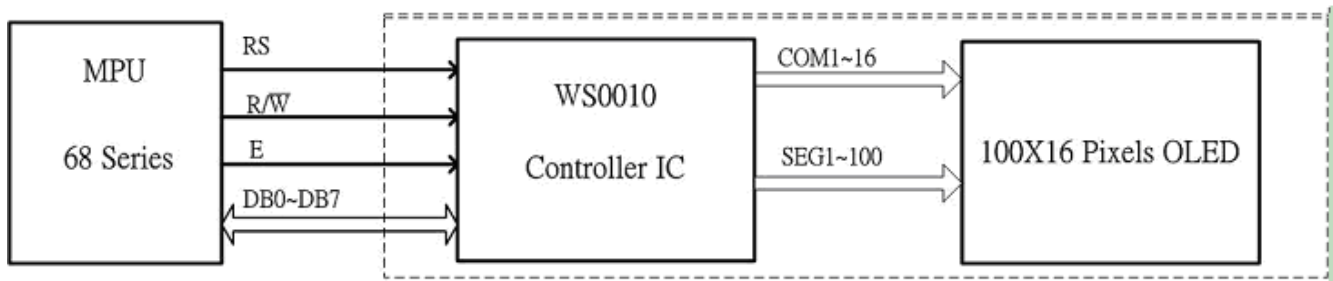 MPU
68 Series
RS
R/W̅
E
DB0~DB7
WS0010
Controller IC
COM1~16
SEG1~100
100X16 Pixels OLED